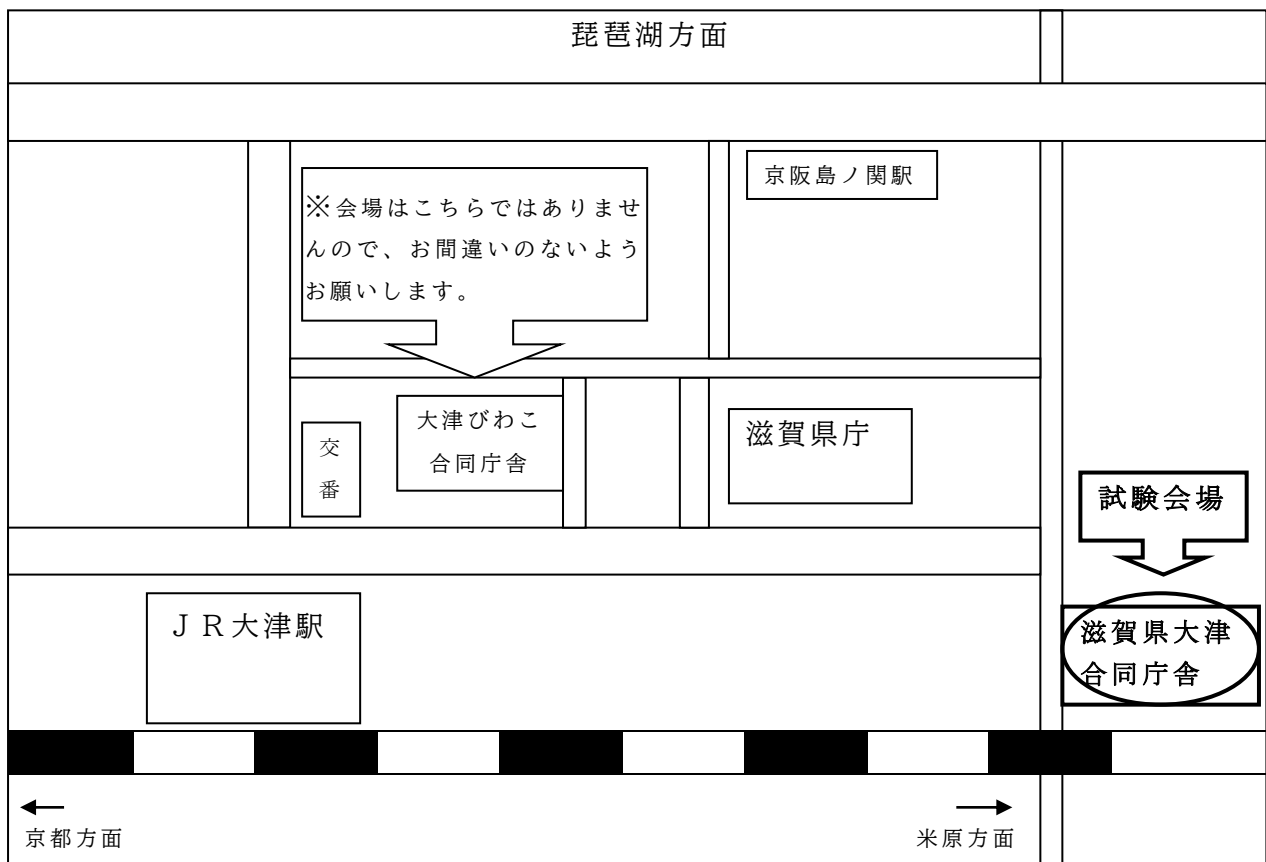 琵琶湖方面
京阪島ノ関駅
※会場はこちらではありませ
んので、お間違いのないよう
お願いします。
大津びわこ
合同庁舎
滋賀県庁
交
番
試験会場
ＪＲ大津駅
滋賀県大津
合同庁舎
京都方面
米原方面